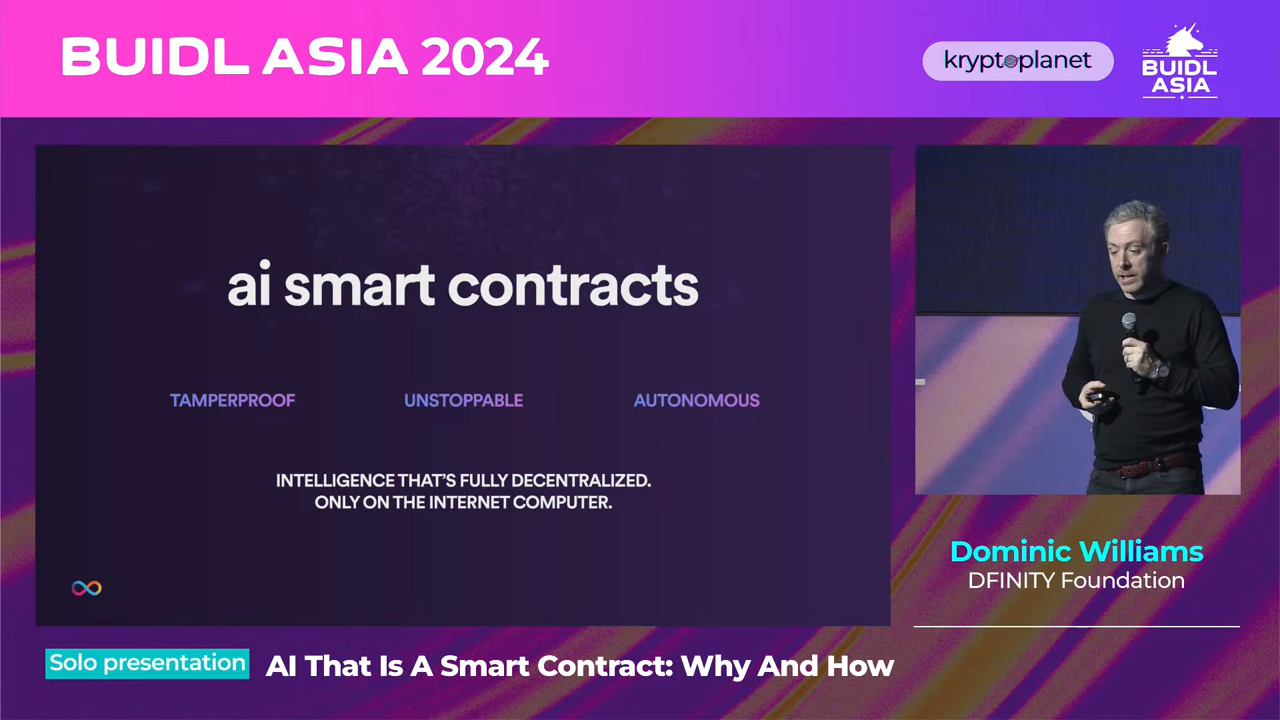 BUIDL ASIA 2024
kryptoplanet
BUIDL
ASIA
ai smart contracts
TAMPERPROOF
UNSTOPPABLE
AUTONOMOUS
INTELLIGENCE THAT'S FULLY DECENTRALIZED.
ONLY ON THE INTERNET COMPUTER.
Dominic Williams
DFINITY Foundation
Solo presentation
AI That Is A Smart Contract: Why And How